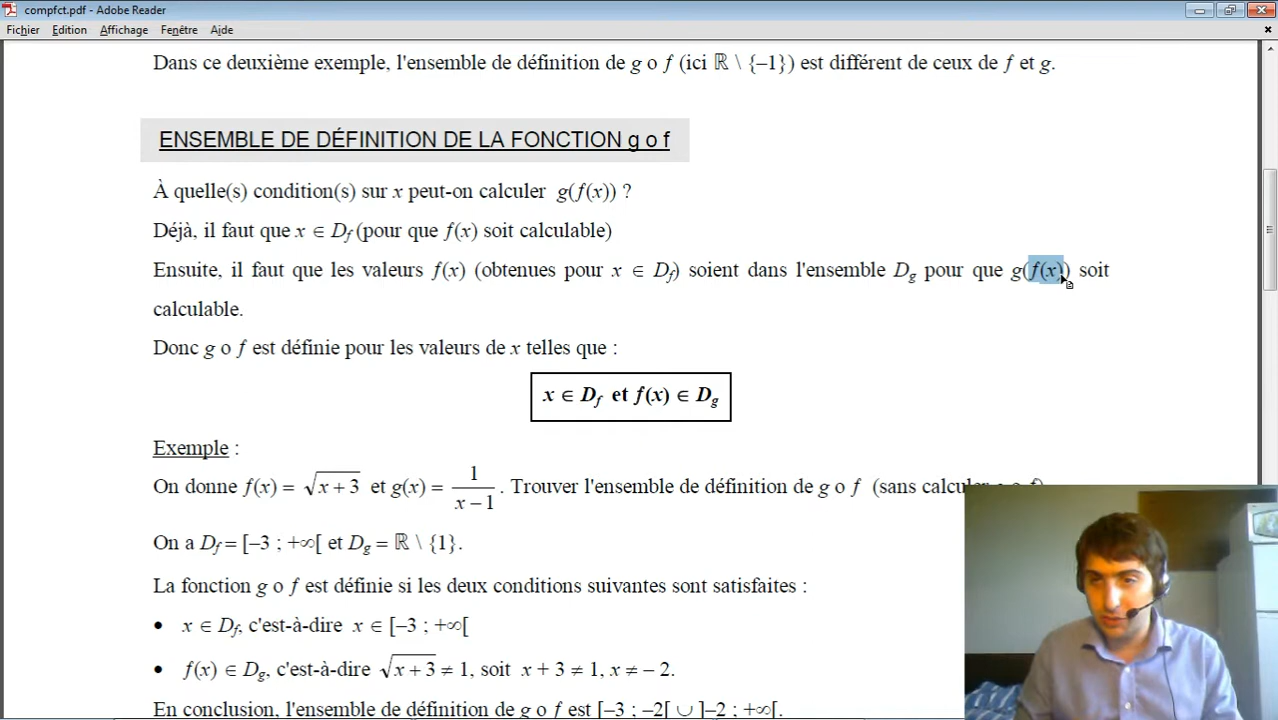 compfct.pdf - Adobe Reader
Fichier Edition Affichage Fenêtre Aide
Dans ce deuxième exemple, l'ensemble de définition de g o f (ici ℝ \ {–1}) est différent de ceux de f et g.
ENSEMBLE DE DÉFINITION DE LA FONCTION g o f
À quelle(s) condition(s) sur x peut-on calculer g(f(x)) ?
Déjà, il faut que x ∈ Df (pour que f(x) soit calculable)
Ensuite, il faut que les valeurs f(x) (obtenues pour x ∈ Df) soient dans l'ensemble Dg pour que g(f(x)) soit
calculable.
Donc g o f est définie pour les valeurs de x telles que :
x ∈ Df et f(x) ∈ Dg
Exemple :
On donne f(x) = √(x + 3) et g(x) = 1/(x – 1). Trouver l'ensemble de définition de g o f (sans calculer
On a Df = [–3 ; +∞[ et Dg = ℝ \ {1}.
La fonction g o f est définie si les deux conditions suivantes sont satisfaites :
• x ∈ Df, c'est-à-dire x ∈ [–3 ; +∞[
• f(x) ∈ Dg, c'est-à-dire √(x + 3) ≠ 1, soit x + 3 ≠ 1, x ≠ – 2.
En conclusion, l'ensemble de définition de g o f est [–3 ; –2[ ∪ ]–2 ; +∞[.